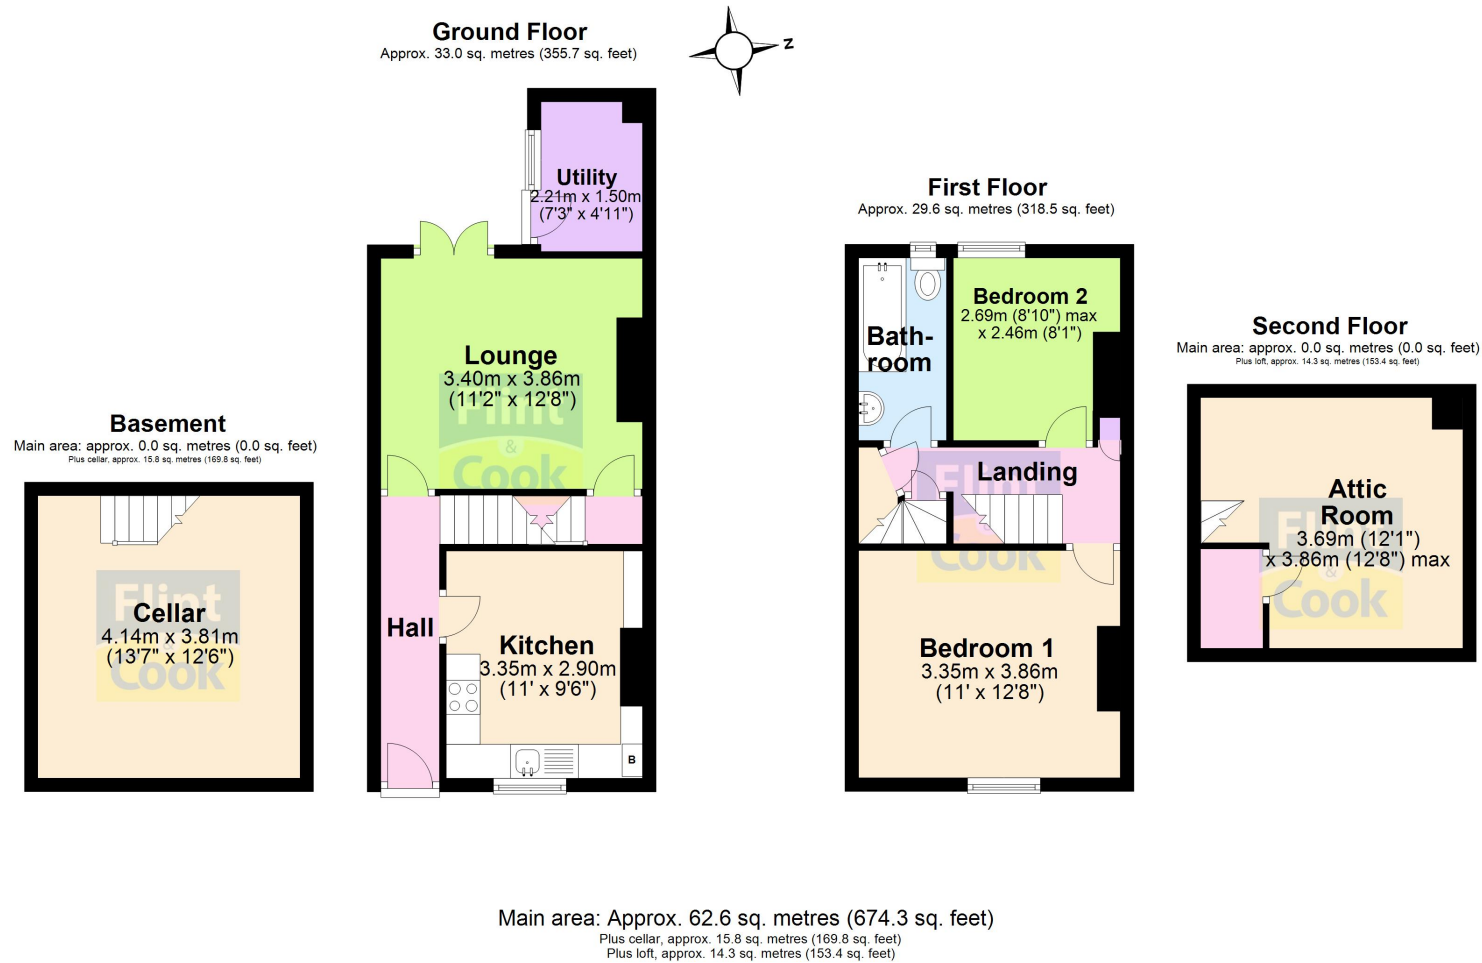 Ground Floor
Approx. 33.0 sq. metres (355.7 sq. feet)
Z
Utility
2.21m x 1.50m
(7'3" x 4'11")
Lounge
3.40m x 3.86m
(11'2" x 12'8")
Flint
&
Cook
Hall
Kitchen
3.35m x 2.90m
(11' x 9'6")
B
Basement
Main area: approx. 0.0 sq. metres (0.0 sq. feet)
Plus cellar, approx. 15.8 sq. metres (169.8 sq. feet)
Flint
Cellar
4.14m x 3.81m
(13'7" x 12'6")
Cook
First Floor
Approx. 29.6 sq. metres (318.5 sq. feet)
Bedroom 2
2.69m (8'10") max
x 2.46m (8'1")
Bath-
room
Landing
Flint
Cook
Bedroom 1
3.35m x 3.86m
(11' x 12'8")
Second Floor
Main area: approx. 0.0 sq. metres (0.0 sq. feet)
Plus loft, approx. 14.3 sq. metres (153.4 sq. feet)
Attic
Room
3.69m (12'1")
x 3.86m (12'8") max
Flint
&
Cook
Main area: Approx. 62.6 sq. metres (674.3 sq. feet)
Plus cellar, approx. 15.8 sq. metres (169.8 sq. feet)
Plus loft, approx. 14.3 sq. metres (153.4 sq. feet)